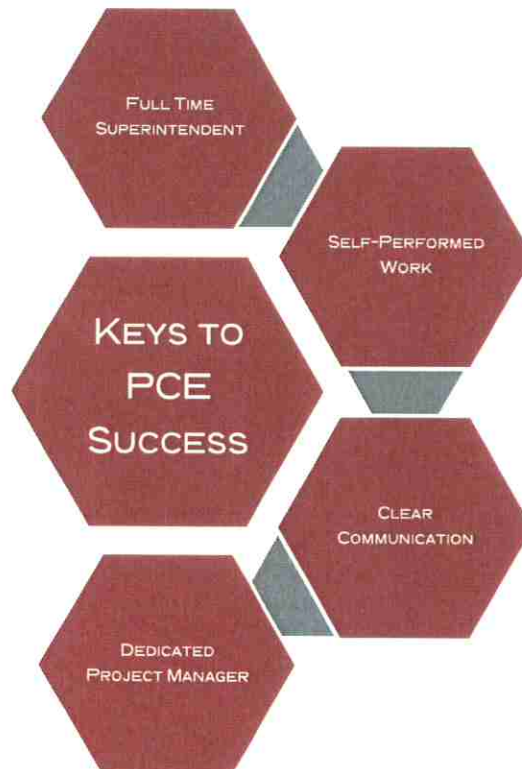 FULL TIME
SUPERINTENDENT
SELF-PERFORMED
WORK
KEYS TO
PCE
SUCCESS
CLEAR
COMMUNICATION
DEDICATED
PROJECT MANAGER